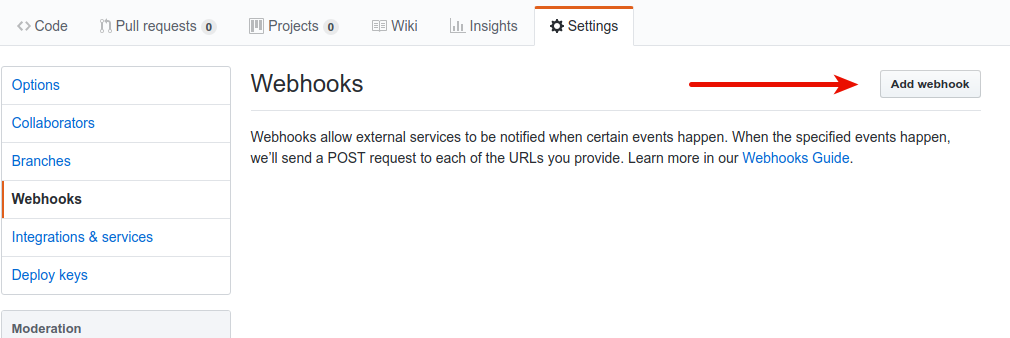 Code Pull requests 0 Projects 0 Wiki Insights Settings
Options
Collaborators
Branches
Webhooks
Integrations & services
Deploy keys
Moderation
Webhooks
Add webhook
Webhooks allow external services to be notified when certain events happen. When the specified events happen,
we’ll send a POST request to each of the URLs you provide. Learn more in our Webhooks Guide.